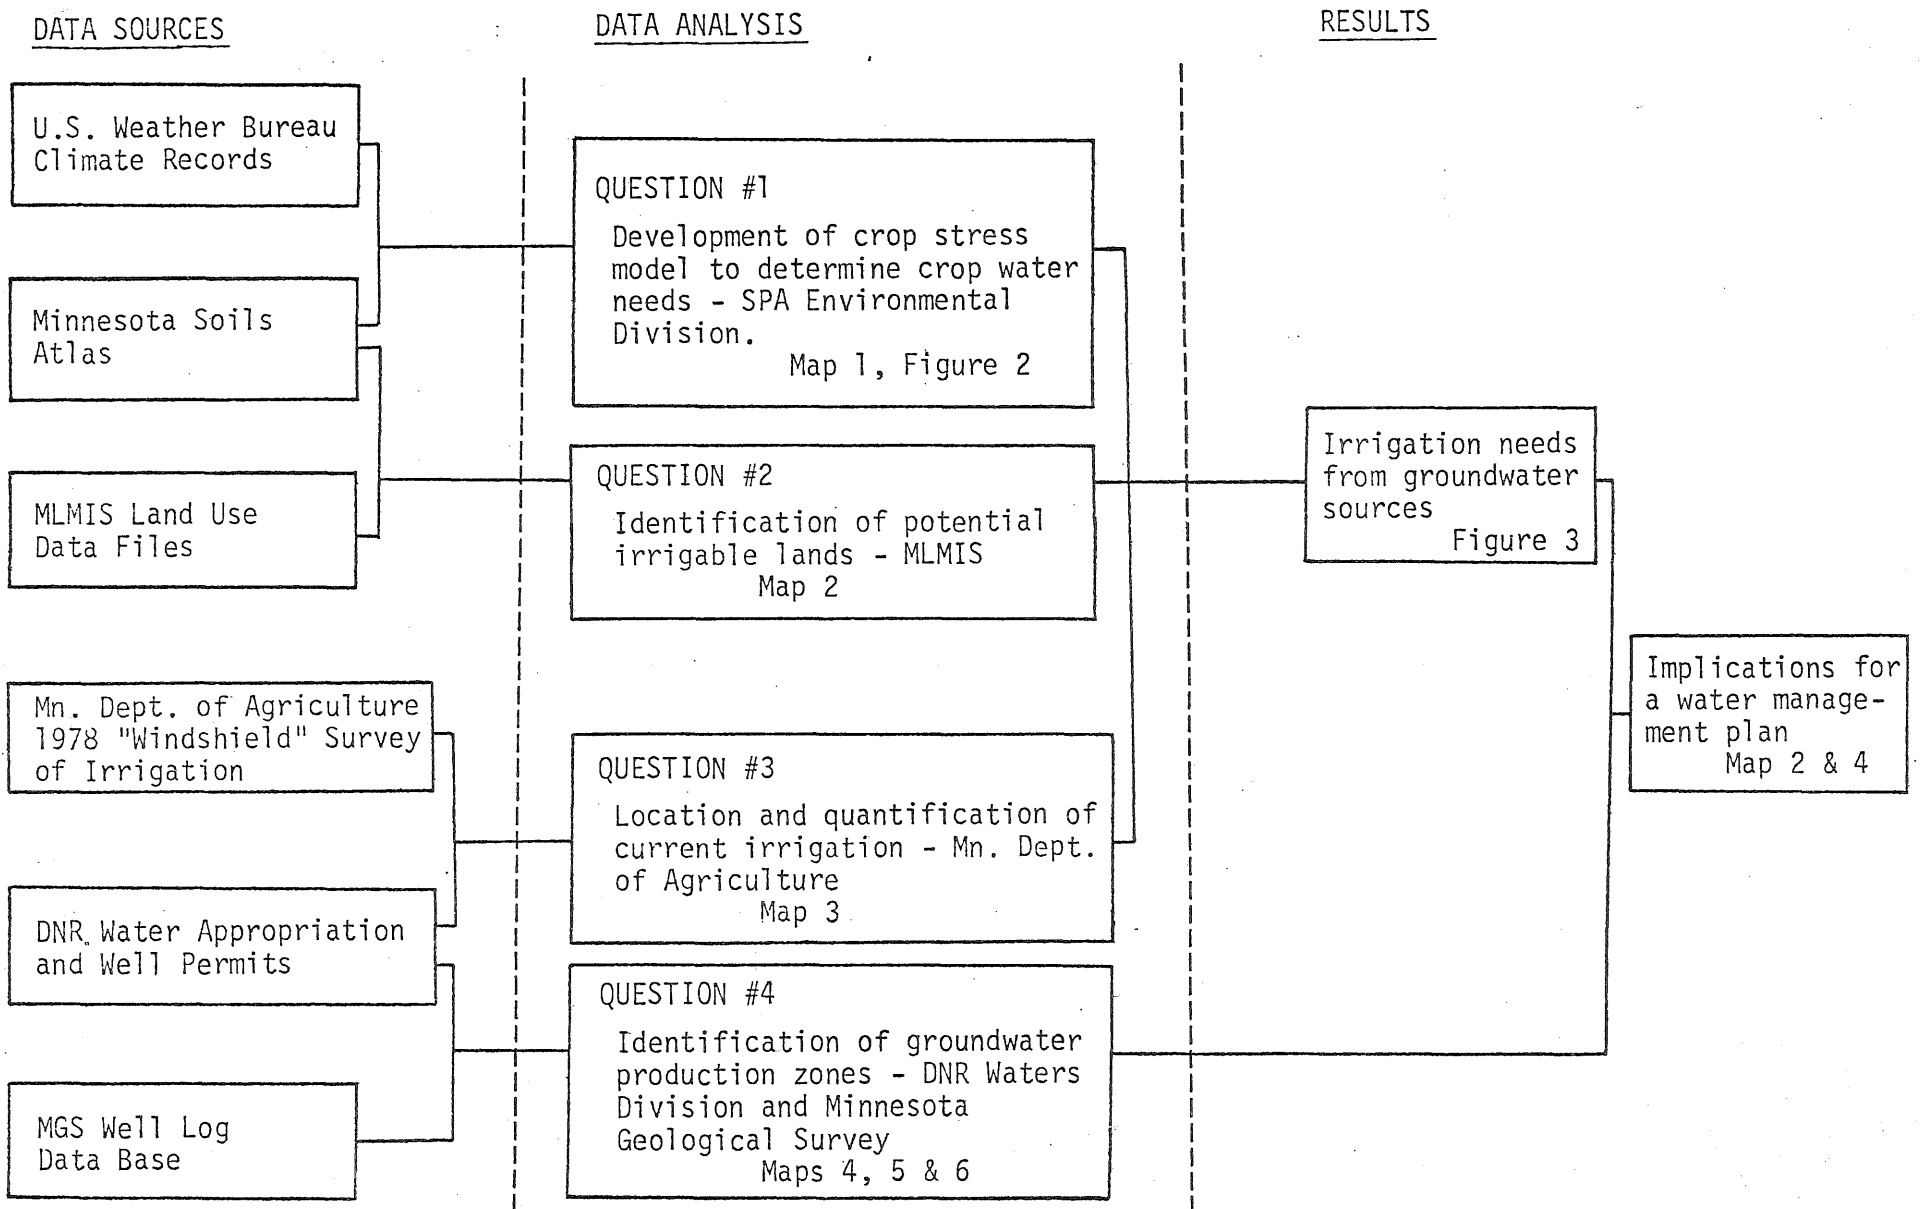 DATA SOURCES
DATA ANALYSIS
RESULTS
U.S. Weather Bureau
Climate Records
Minnesota Soils
Atlas
MLMIS Land Use
Data Files
Mn. Dept. of Agriculture
1978 "Windshield" Survey
of Irrigation
DNR Water Appropriation
and Well Permits
MGS Well Log
Data Base
QUESTION #1
Development of crop stress
model to determine crop water
needs - SPA Environmental
Division.
Map 1, Figure 2
QUESTION #2
Identification of potential
irrigable lands - MLMIS
Map 2
QUESTION #3
Location and quantification of
current irrigation - Mn. Dept.
of Agriculture
Map 3
QUESTION #4
Identification of groundwater
production zones - DNR Waters
Division and Minnesota
Geological Survey
Maps 4, 5 & 6
Irrigation needs
from groundwater
sources
Figure 3
Implications for
a water manage-
ment plan
Map 2 & 4